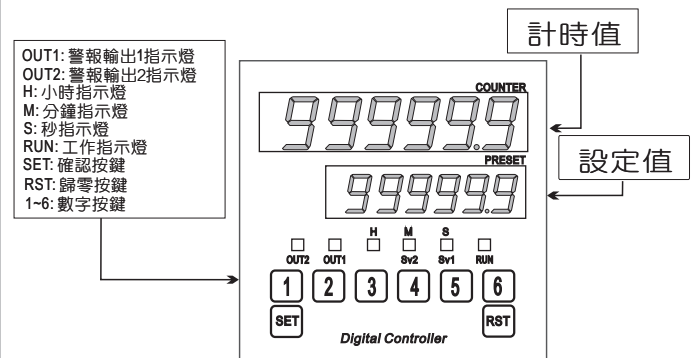 計時值
OUT1: 警報輸出1指示燈
OUT2: 警報輸出2指示燈
H: 小時指示燈
M: 分鐘指示燈
S: 秒指示燈
RUN: 工作指示燈
SET: 確認按鍵
RST: 歸零按鍵
1~6: 數字按鍵
COUNTER
99999.9
PRESET
99999.9
設定值
H M S
OUT2 OUT1 Sv2 Sv1 RUN
1 2 3 4 5 6
SET RST
Digital Controller